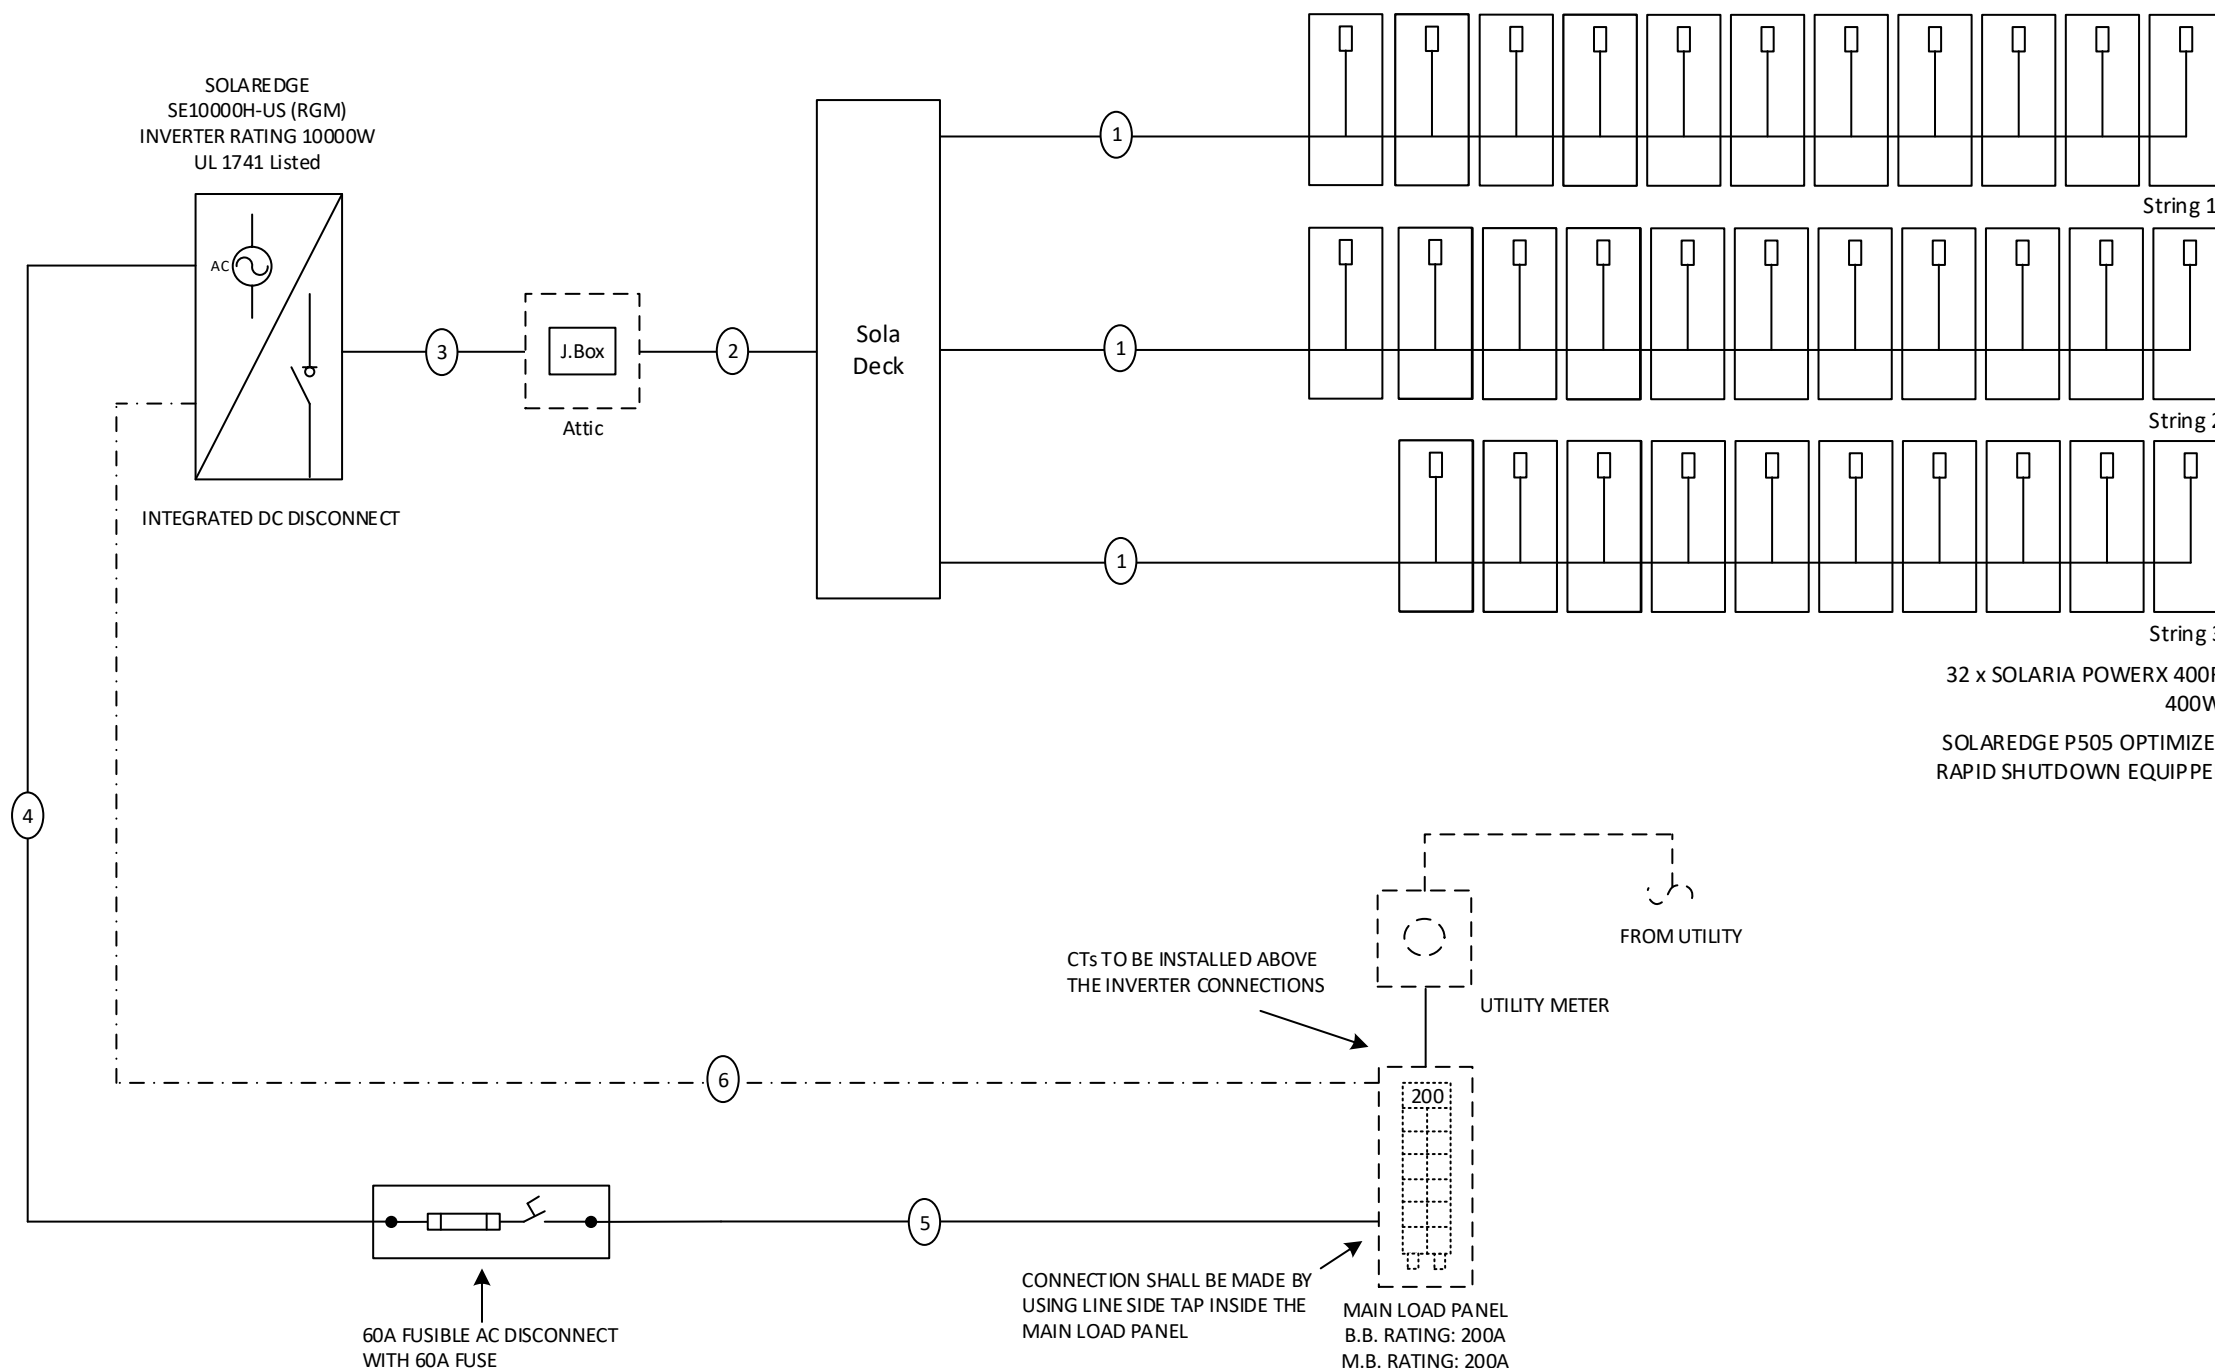 SOLAREDGE
SE10000H-US (RGM)
INVERTER RATING 10000W
UL 1741 Listed
AC
INTEGRATED DC DISCONNECT
3
J.Box
Attic
2
Sola
Deck
1
String 1
1
String 2
1
String 3
32 x SOLARIA POWERX 400R
400W
SOLAREDGE P505 OPTIMIZE
RAPID SHUTDOWN EQUIPPE
4
FROM UTILITY
CTs TO BE INSTALLED ABOVE
THE INVERTER CONNECTIONS
UTILITY METER
6
200
5
CONNECTION SHALL BE MADE BY
USING LINE SIDE TAP INSIDE THE
MAIN LOAD PANEL
MAIN LOAD PANEL
B.B. RATING: 200A
M.B. RATING: 200A
60A FUSIBLE AC DISCONNECT
WITH 60A FUSE